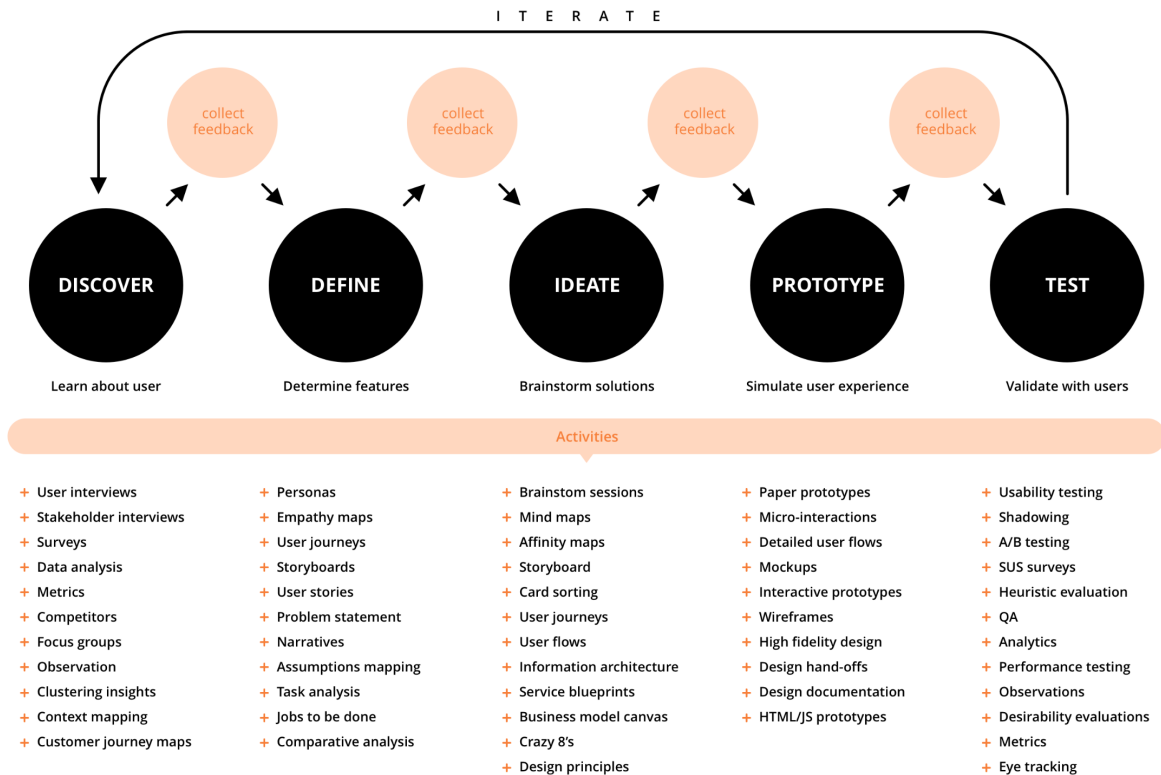 I T E R A T E
collect
feedback
collect
feedback
collect
feedback
collect
feedback
DISCOVER
DEFINE
IDEATE
PROTOTYPE
TEST
Learn about user
Determine features
Brainstorm solutions
Simulate user experience
Validate with users
Activities
+ User interviews
+ Stakeholder interviews
+ Surveys
+ Data analysis
+ Metrics
+ Competitors
+ Focus groups
+ Observation
+ Clustering insights
+ Context mapping
+ Customer journey maps
+ Personas
+ Empathy maps
+ User journeys
+ Storyboards
+ User stories
+ Problem statement
+ Narratives
+ Assumptions mapping
+ Task analysis
+ Jobs to be done
+ Comparative analysis
+ Brainstom sessions
+ Mind maps
+ Affinity maps
+ Storyboard
+ Card sorting
+ User journeys
+ User flows
+ Information architecture
+ Service blueprints
+ Business model canvas
+ Crazy 8's
+ Design principles
+ Paper prototypes
+ Micro-interactions
+ Detailed user flows
+ Mockups
+ Interactive prototypes
+ Wireframes
+ High fidelity design
+ Design hand-offs
+ Design documentation
+ HTML/JS prototypes
+ Usability testing
+ Shadowing
+ A/B testing
+ SUS surveys
+ Heuristic evaluation
+ QA
+ Analytics
+ Performance testing
+ Observations
+ Desirability evaluations
+ Metrics
+ Eye tracking